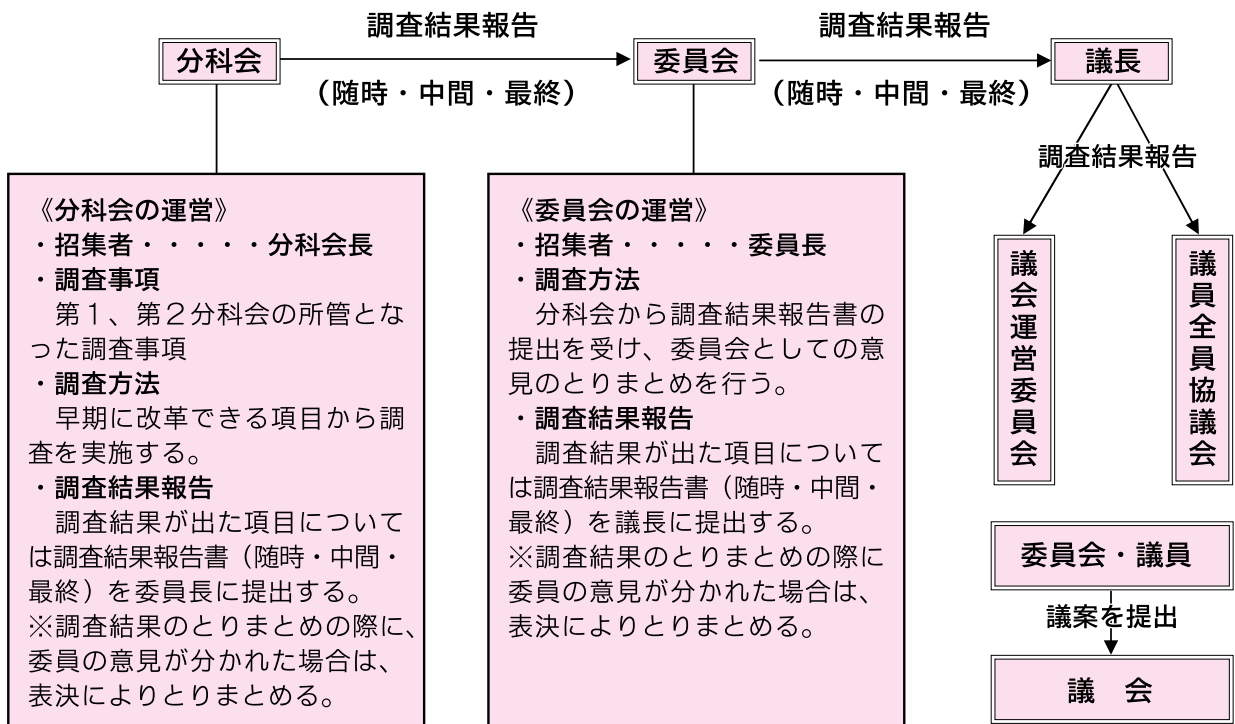 調査結果報告
調査結果報告
分科会
委員会
議長
（随時・中間・最終）
（随時・中間・最終）
調査結果報告
《分科会の運営》
・招集者・・・・・分科会長
・調査事項
　第１、第２分科会の所管とな
った調査事項
・調査方法
　早期に改革できる項目から調
査を実施する。
・調査結果報告
　調査結果が出た項目について
は調査結果報告書（随時・中間・
最終）を委員長に提出する。
※調査結果のとりまとめの際に、
委員の意見が分かれた場合は、
表決によりとりまとめる。
《委員会の運営》
・招集者・・・・・委員長
・調査方法
　分科会から調査結果報告書の
提出を受け、委員会としての意
見のとりまとめを行う。
・調査結果報告
　調査結果が出た項目について
は調査結果報告書（随時・中間・
最終）を議長に提出する。
※調査結果のとりまとめの際に
委員の意見が分かれた場合は、
表決によりとりまとめる。
議会運営委員会
議員全員協議会
委員会・議員
議案を提出
議　会